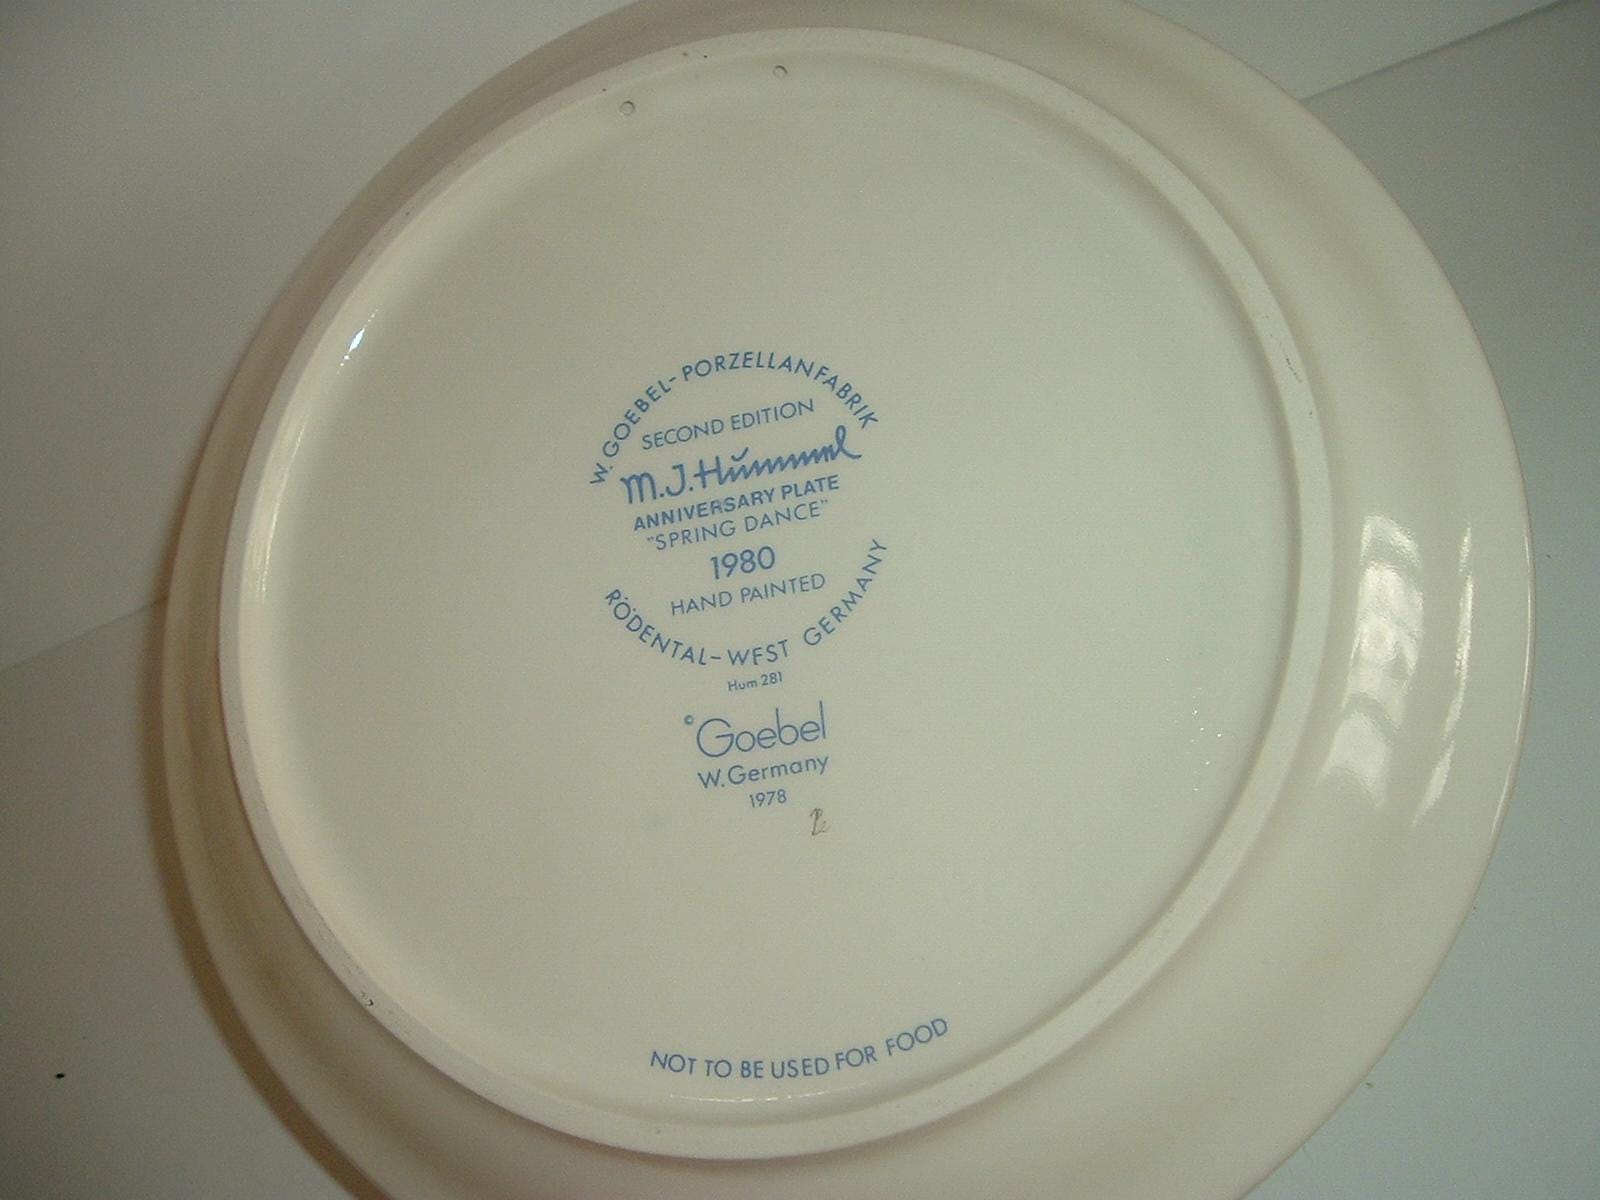 W. GOEBEL-PORZELLANFABRIK
SECOND EDITION
M.J.Hümmel
ANNIVERSARY PLATE
"SPRING DANCE"
1980
HAND PAINTED
RÖDENTAL-WEST GERMANY
Hum 281
© Goebel
W.Germany
1978
NOT TO BE USED FOR FOOD